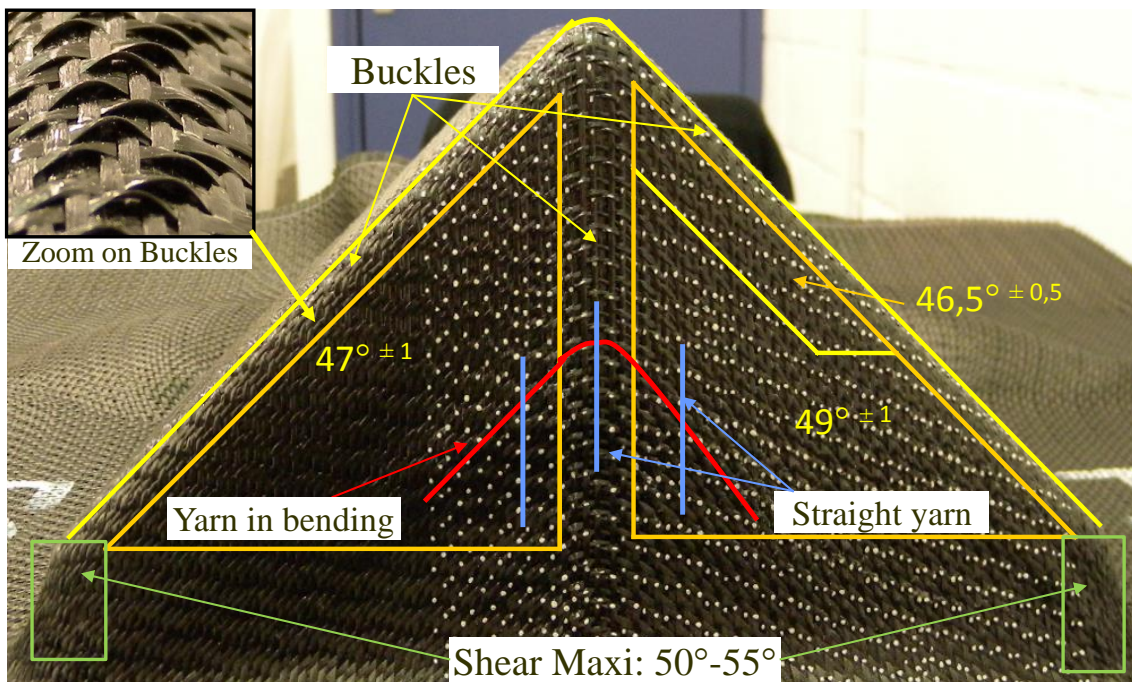 Buckles
Zoom on Buckles
46,5° ± 0,5
47° ± 1
49° ± 1
Yarn in bending
Straight yarn
Shear Maxi: 50°-55°